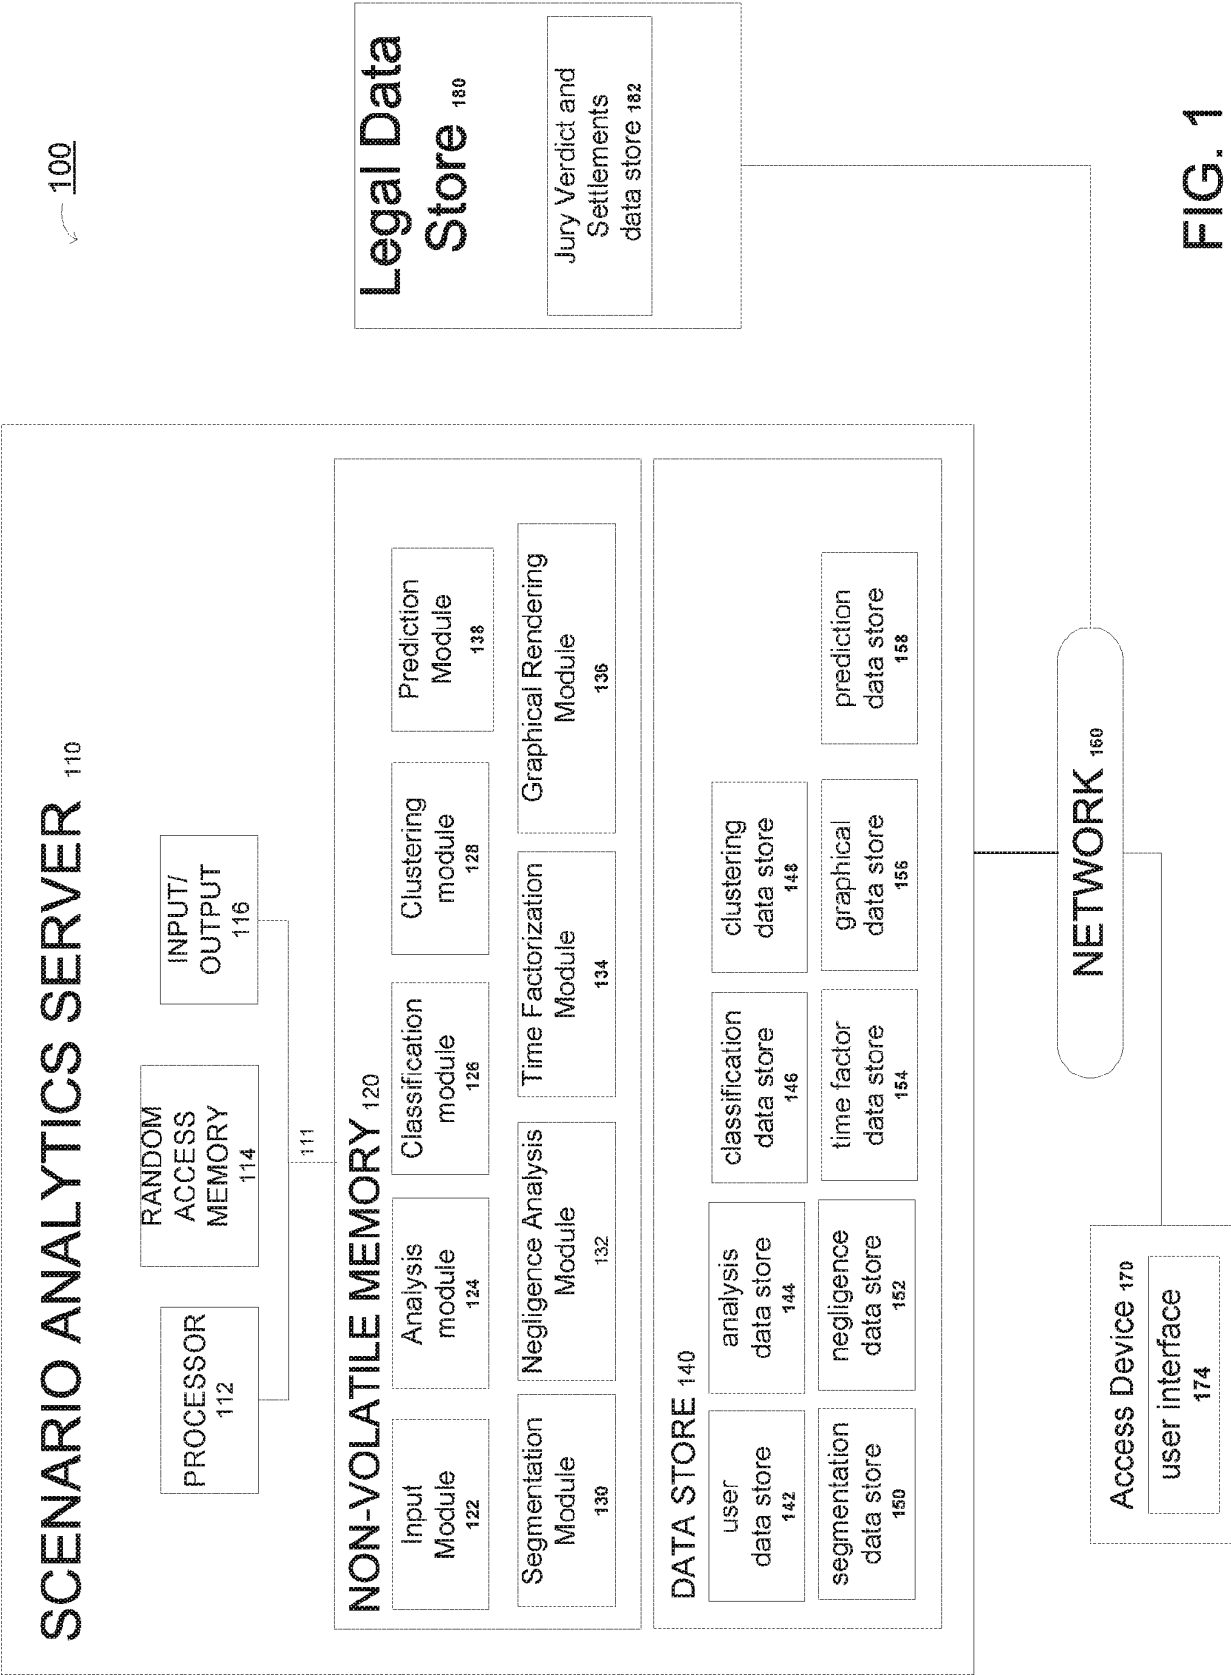 100
SCENARIO ANALYTICS SERVER 110
PROCESSOR
112
RANDOM
ACCESS
MEMORY
114
INPUT/
OUTPUT
116
111
NON-VOLATILE MEMORY 120
Input
Module
122
Analysis
module
124
Classification
module
126
Clustering
module
128
Prediction
Module
138
Segmentation
Module
130
Negligence Analysis
Module
132
Time Factorization
Module
134
Graphical Rendering
Module
136
DATA STORE 140
user
data store
142
analysis
data store
144
classification
data store
146
clustering
data store
148
segmentation
data store
150
negligence
data store
152
time factor
data store
154
graphical
data store
156
prediction
data store
158
Legal Data
Store 180
Jury Verdict and
Settlements
data store 182
NETWORK 160
Access Device 170
user interface
174
FIG. 1